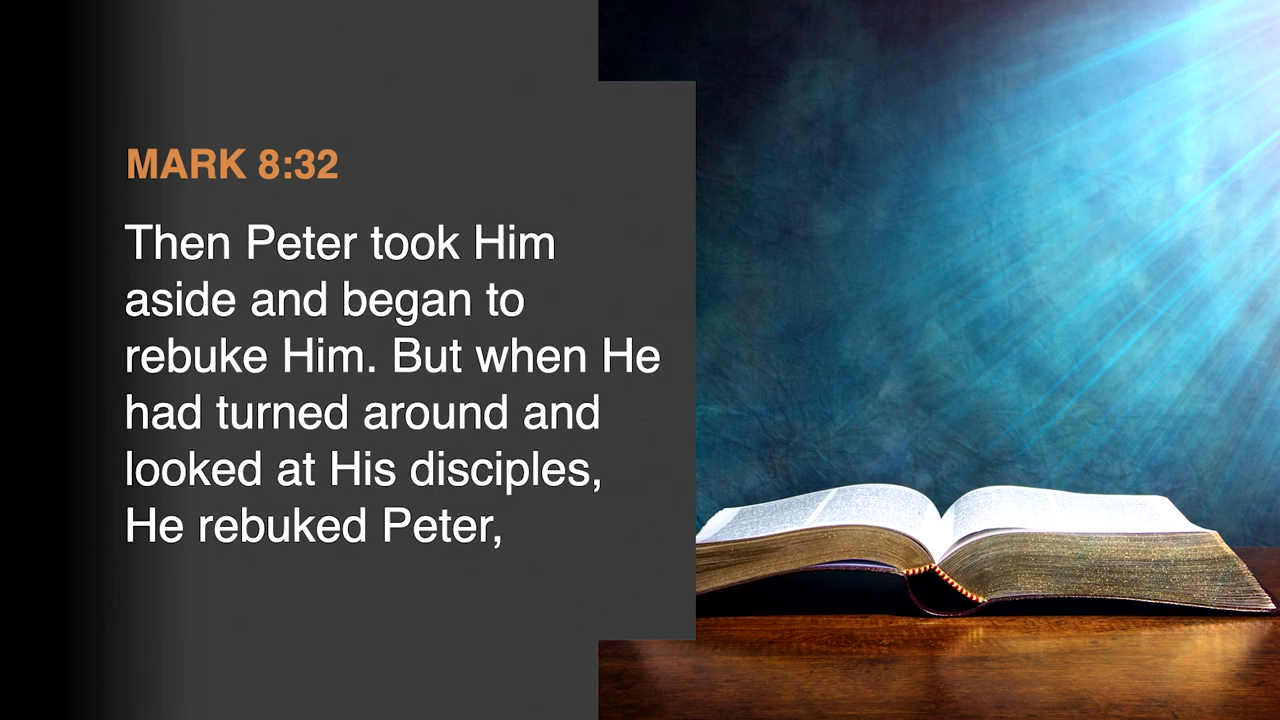 MARK 8:32
Then Peter took Him
aside and began to
rebuke Him. But when He
had turned around and
looked at His disciples,
He rebuked Peter,